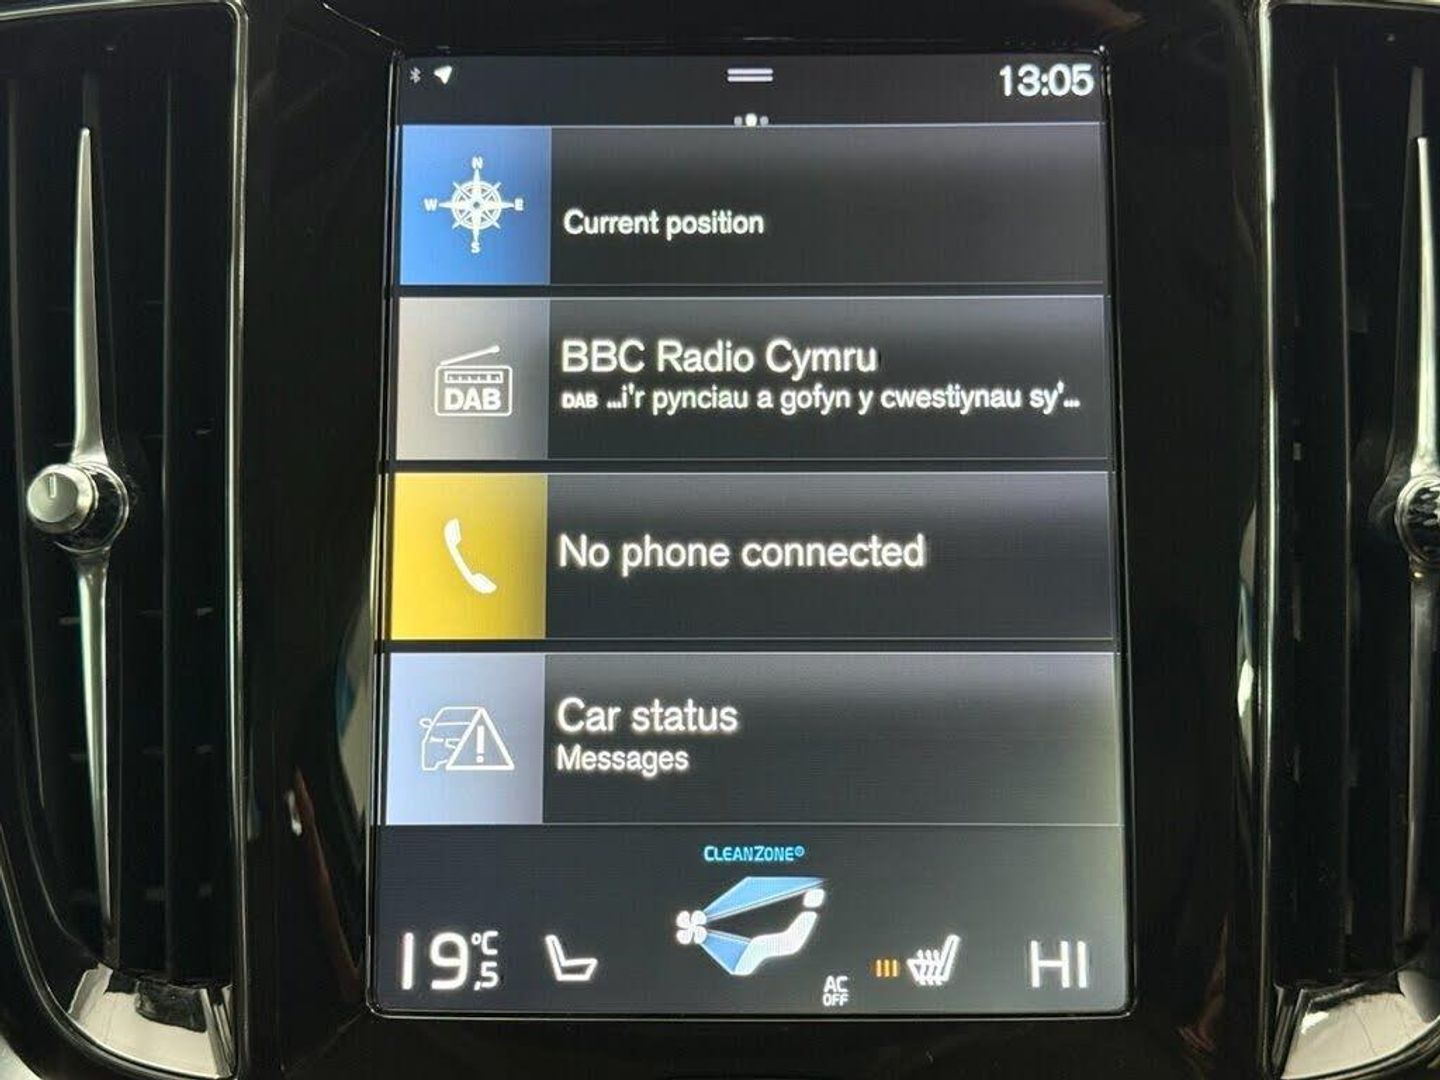 13:05
N
W E
S
Current position
BBC Radio Cymru
DAB
DAB ...i'r pynciau a gofyn y cwestiynau sy'...
No phone connected
Car status
Messages
CLEANZONE®
19,5 °C
AC
OFF
HI